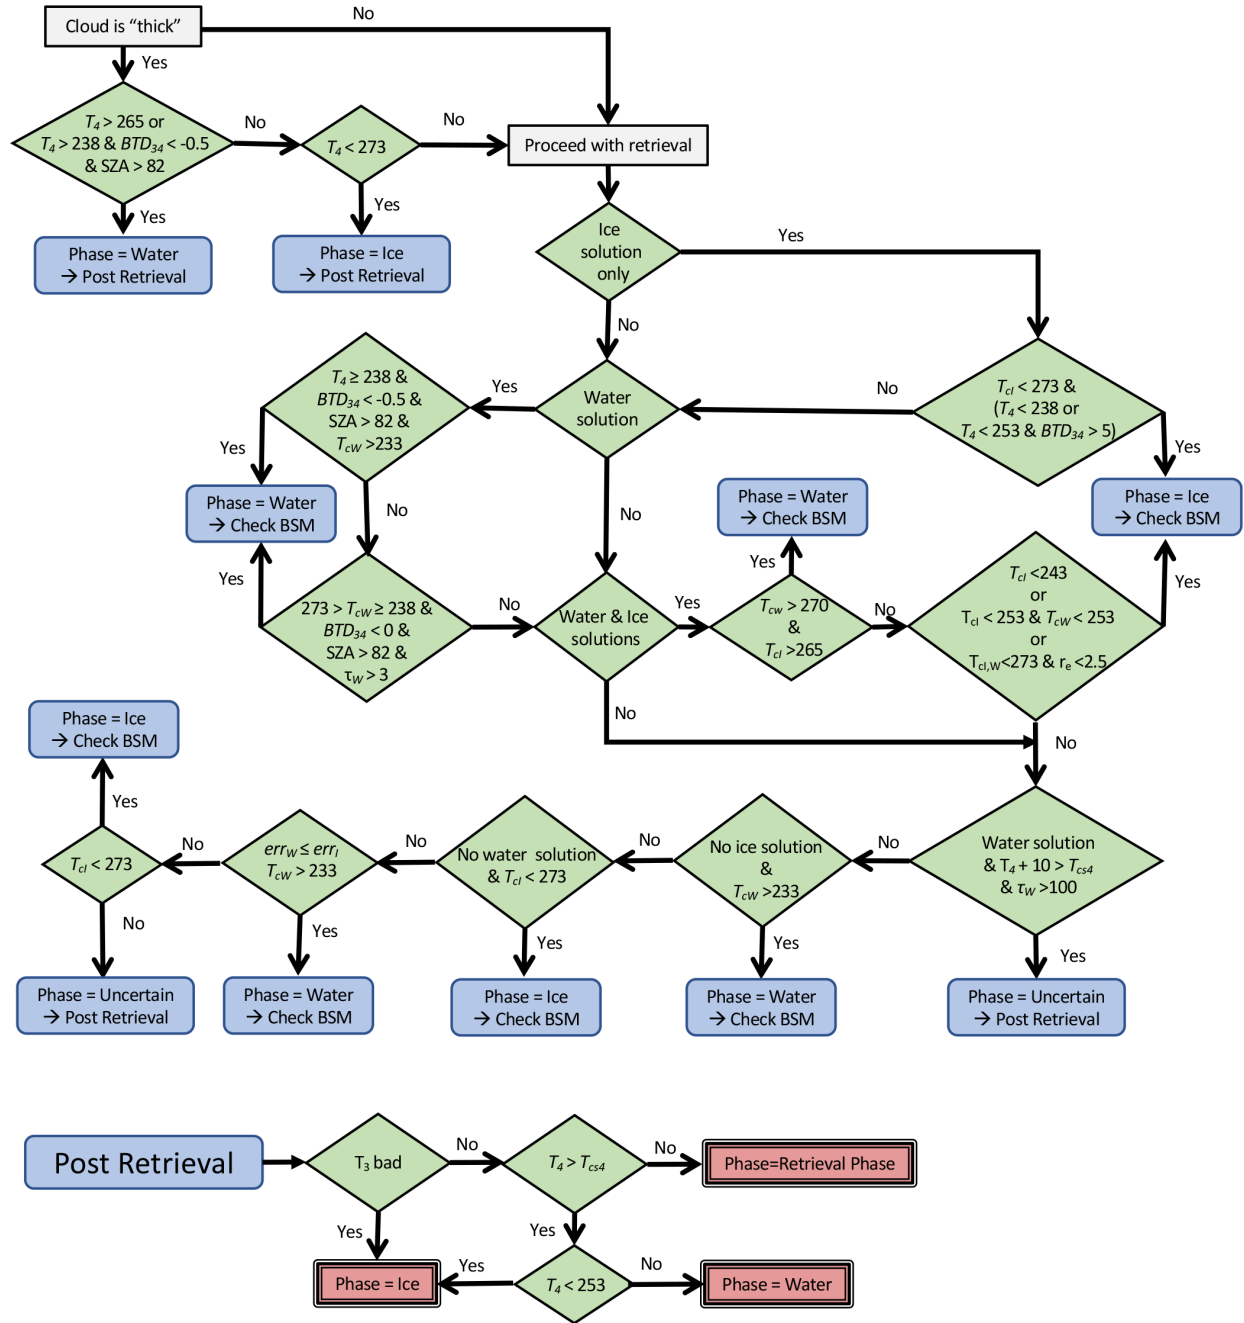 Cloud is “thick”
No
Yes
T4 > 265 or
T4 > 238 & BTD34 < -0.5
& SZA > 82
No
T4 < 273
No
Proceed with retrieval
Yes
Yes
Phase = Water
→ Post Retrieval
Phase = Ice
→ Post Retrieval
Ice
solution
only
Yes
No
T4 ≥ 238 &
BTD34 < -0.5 &
SZA > 82 &
TcW >233
Yes
Water
solution
No
TcI < 273 &
(T4 < 238 or
T4 < 253 & BTD34 > 5)
Yes
Yes
Phase = Water
→ Check BSM
No
No
Phase = Water
→ Check BSM
Phase = Ice
→ Check BSM
Yes
273 > TcW ≥ 238 &
BTD34 < 0 &
SZA > 82 &
τW > 3
No
Water & Ice
solutions
Yes
Yes
Tcw > 270
&
TcI >265
No
TcI <243
or
TcI < 253 & TcW < 253
or
TcI,W<273 & re <2.5
Yes
No
No
Phase = Ice
→ Check BSM
Yes
TcI < 273
No
errW ≤ errI
TcW > 233
No
No water solution
& TcI < 273
No
No ice solution
&
TcW >233
No
Water solution
& T4 + 10 > Tcs4
& τW >100
No
Yes
Yes
Yes
Yes
Phase = Uncertain
→ Post Retrieval
Phase = Water
→ Check BSM
Phase = Ice
→ Check BSM
Phase = Water
→ Check BSM
Phase = Uncertain
→ Post Retrieval
Post Retrieval
T3 bad
No
T4 > Tcs4
No
Phase=Retrieval Phase
Yes
Yes
Phase = Ice
Yes
T4 < 253
No
Phase = Water